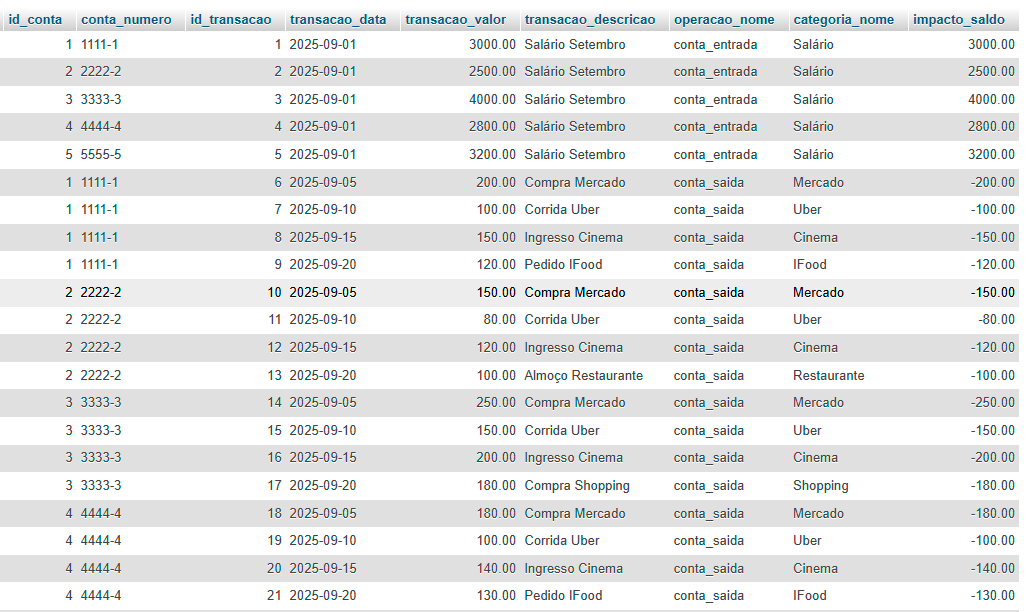 id_conta conta_numero id_transacao transacao_data transacao_valor transacao_descricao operacao_nome categoria_nome impacto_saldo
1 1111-1 1 2025-09-01 3000.00 Salário Setembro conta_entrada Salário 3000.00
2 2222-2 2 2025-09-01 2500.00 Salário Setembro conta_entrada Salário 2500.00
3 3333-3 3 2025-09-01 4000.00 Salário Setembro conta_entrada Salário 4000.00
4 4444-4 4 2025-09-01 2800.00 Salário Setembro conta_entrada Salário 2800.00
5 5555-5 5 2025-09-01 3200.00 Salário Setembro conta_entrada Salário 3200.00
1 1111-1 6 2025-09-05 200.00 Compra Mercado conta_saida Mercado -200.00
1 1111-1 7 2025-09-10 100.00 Corrida Uber conta_saida Uber -100.00
1 1111-1 8 2025-09-15 150.00 Ingresso Cinema conta_saida Cinema -150.00
1 1111-1 9 2025-09-20 120.00 Pedido IFood conta_saida IFood -120.00
2 2222-2 10 2025-09-05 150.00 Compra Mercado conta_saida Mercado -150.00
2 2222-2 11 2025-09-10 80.00 Corrida Uber conta_saida Uber -80.00
2 2222-2 12 2025-09-15 120.00 Ingresso Cinema conta_saida Cinema -120.00
2 2222-2 13 2025-09-20 100.00 Almoço Restaurante conta_saida Restaurante -100.00
3 3333-3 14 2025-09-05 250.00 Compra Mercado conta_saida Mercado -250.00
3 3333-3 15 2025-09-10 150.00 Corrida Uber conta_saida Uber -150.00
3 3333-3 16 2025-09-15 200.00 Ingresso Cinema conta_saida Cinema -200.00
3 3333-3 17 2025-09-20 180.00 Compra Shopping conta_saida Shopping -180.00
4 4444-4 18 2025-09-05 180.00 Compra Mercado conta_saida Mercado -180.00
4 4444-4 19 2025-09-10 100.00 Corrida Uber conta_saida Uber -100.00
4 4444-4 20 2025-09-15 140.00 Ingresso Cinema conta_saida Cinema -140.00
4 4444-4 21 2025-09-20 130.00 Pedido IFood conta_saida IFood -130.00